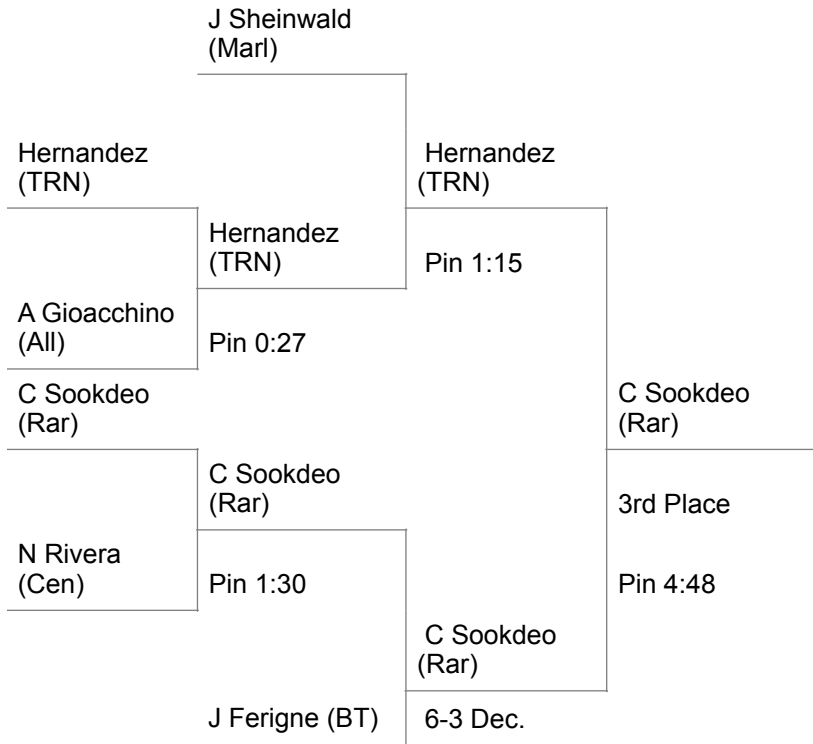 J Sheinwald
(Marl)
Hernandez
(TRN)
Hernandez
(TRN)
Hernandez
(TRN)
Pin 1:15
A Gioacchino
(All)
Pin 0:27
C Sookdeo
(Rar)
C Sookdeo
(Rar)
C Sookdeo
(Rar)
3rd Place
N Rivera
(Cen)
Pin 1:30
Pin 4:48
C Sookdeo
(Rar)
J Ferigne (BT)
6-3 Dec.